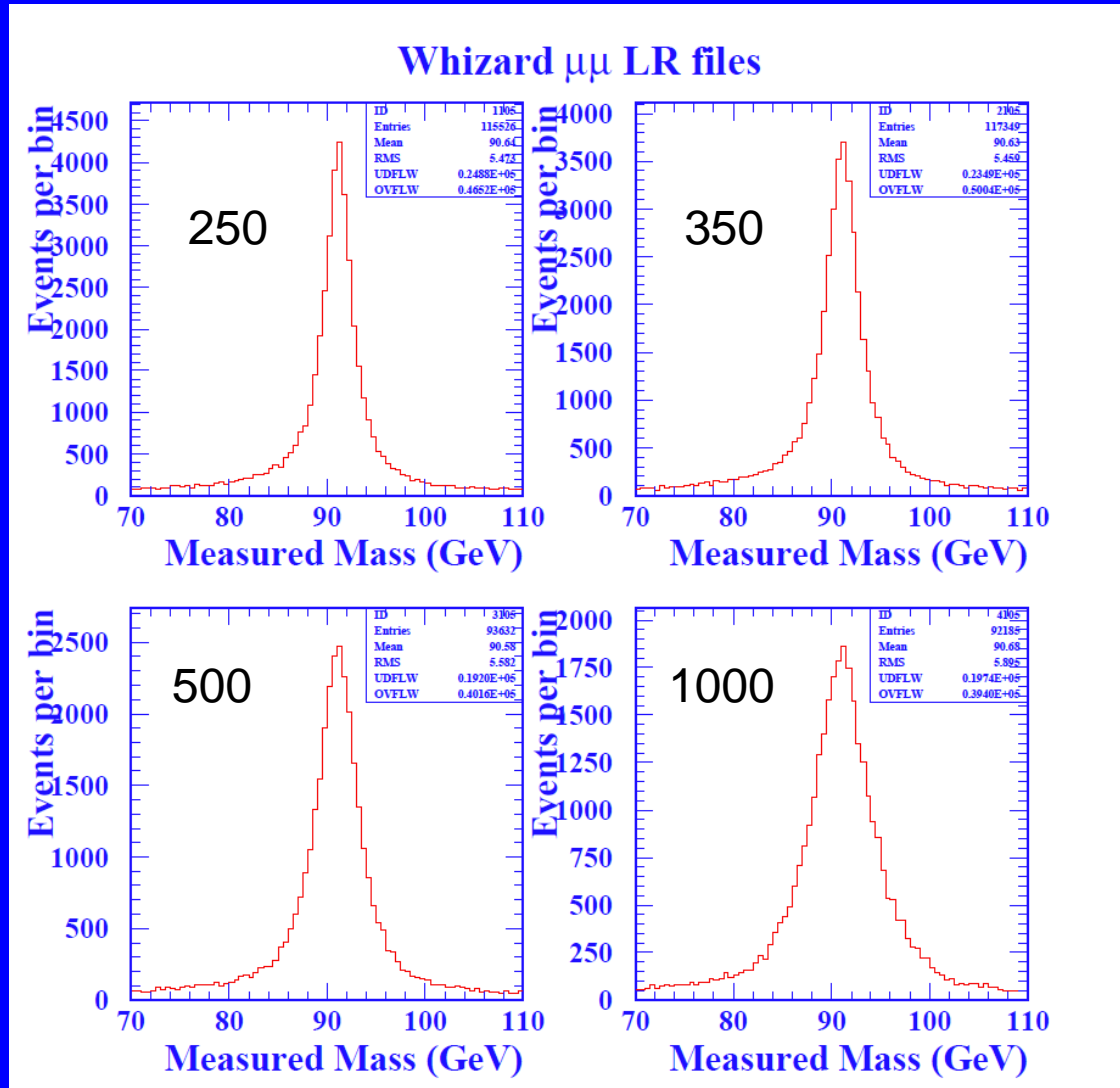 Whizard μμ LR files
Events per bin
4500
4000
3500
3000
2500
2000
1500
1000
500
0
250
ID 1105
Entries 115526
Mean 90.64
RMS 5.473
UDFLW 0.2488E+05
OVFLW 0.4652E+05
70 80 90 100 110
Measured Mass (GeV)
Events per bin
4000
3500
3000
2500
2000
1500
1000
500
0
350
ID 2105
Entries 117349
Mean 90.63
RMS 5.459
UDFLW 0.2349E+05
OVFLW 0.5004E+05
70 80 90 100 110
Measured Mass (GeV)
Events per bin
2500
2000
1500
1000
500
0
500
ID 3105
Entries 93632
Mean 90.58
RMS 5.582
UDFLW 0.1920E+05
OVFLW 0.4016E+05
70 80 90 100 110
Measured Mass (GeV)
Events per bin
2000
1750
1500
1250
1000
750
500
250
0
1000
ID 4105
Entries 92185
Mean 90.68
RMS 5.895
UDFLW 0.1974E+05
OVFLW 0.3940E+05
70 80 90 100 110
Measured Mass (GeV)